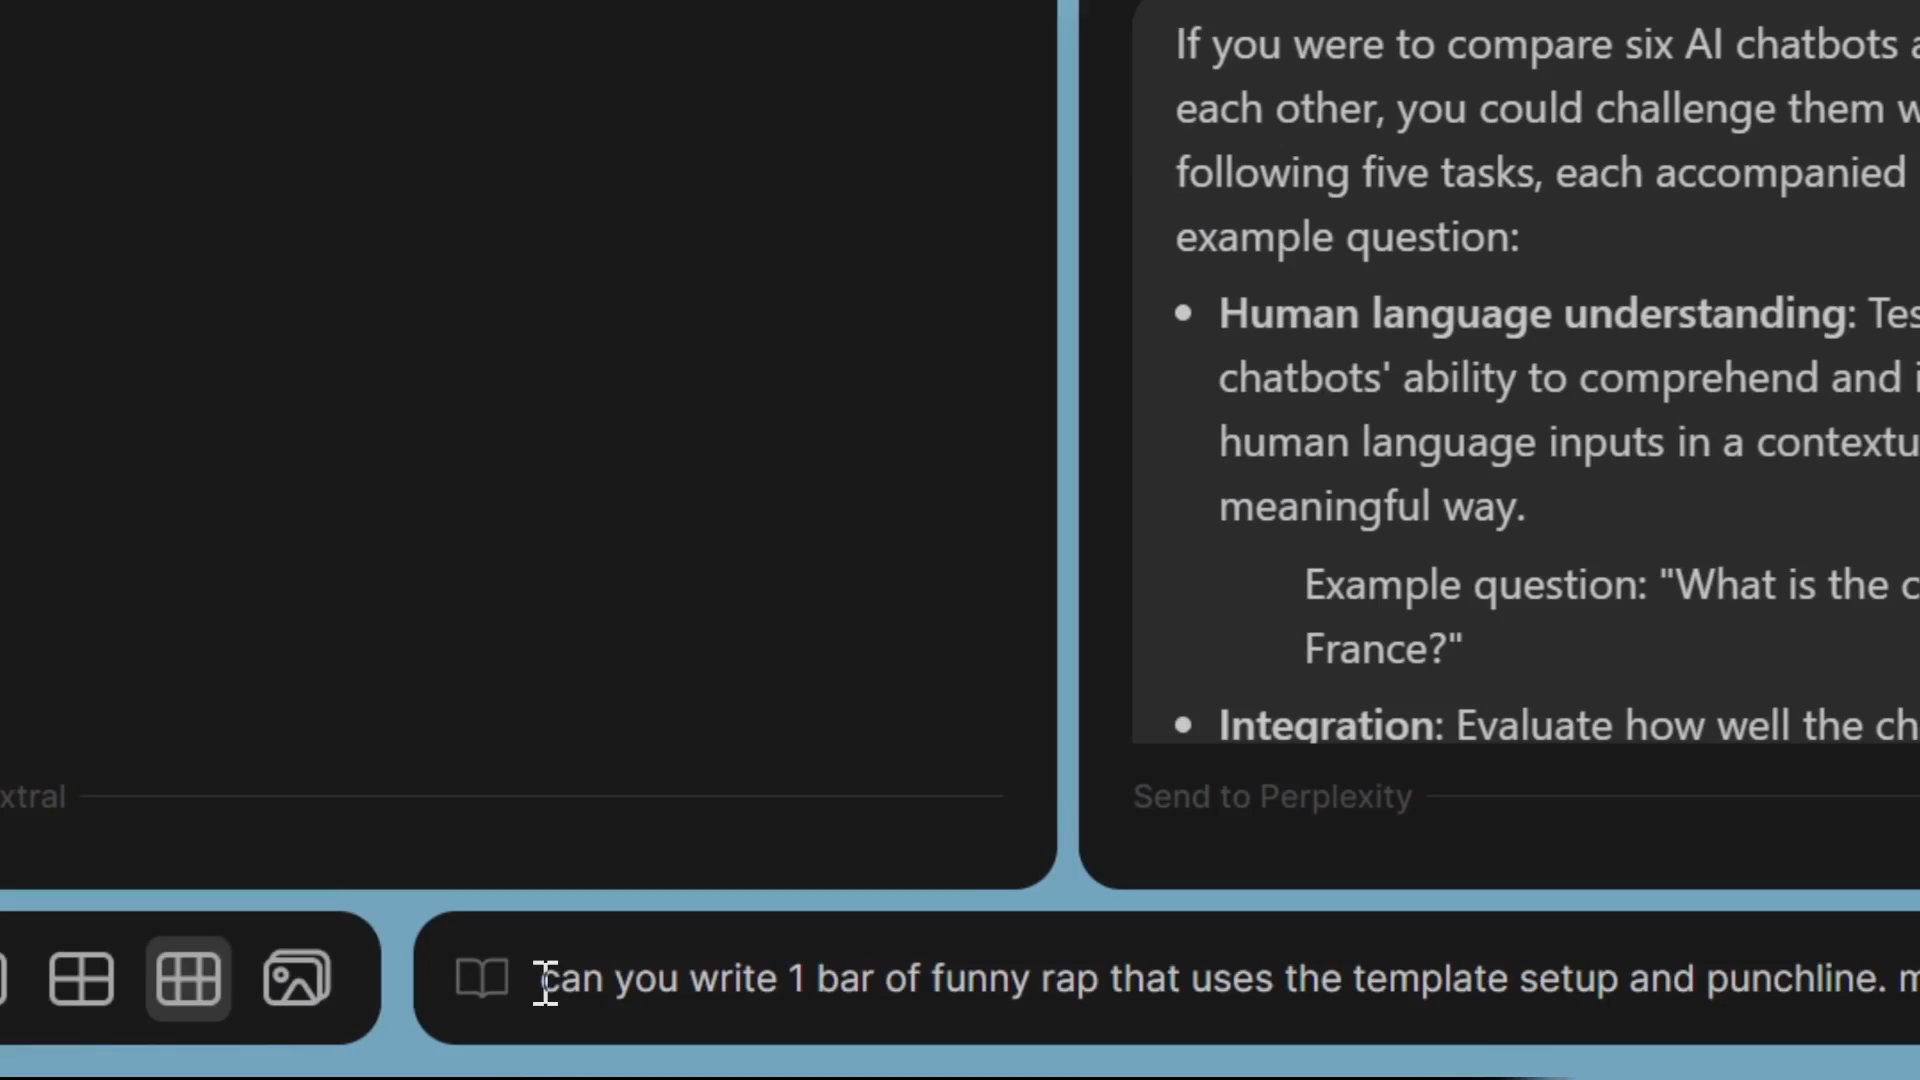 If you were to compare six AI chatbots
each other, you could challenge them
following five tasks, each accompanied
example question:
• Human language understanding:
chatbots' ability to comprehend and
human language inputs in a
meaningful way.
Example question: "What is the
France?"
• Integration: Evaluate how well the
xtral
Send to Perplexity
can you write 1 bar of funny rap that uses the template setup and punchline.